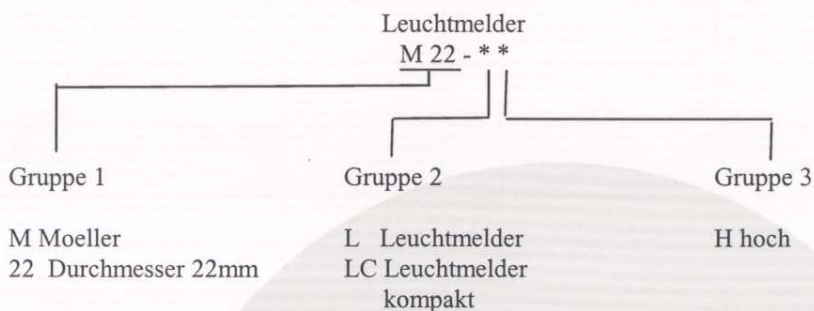 Leuchtmelder
M 22 - * *
Gruppe 1
Gruppe 2
Gruppe 3
M Moeller
22 Durchmesser 22mm
L Leuchtmelder
LC Leuchtmelder
kompakt
H hoch